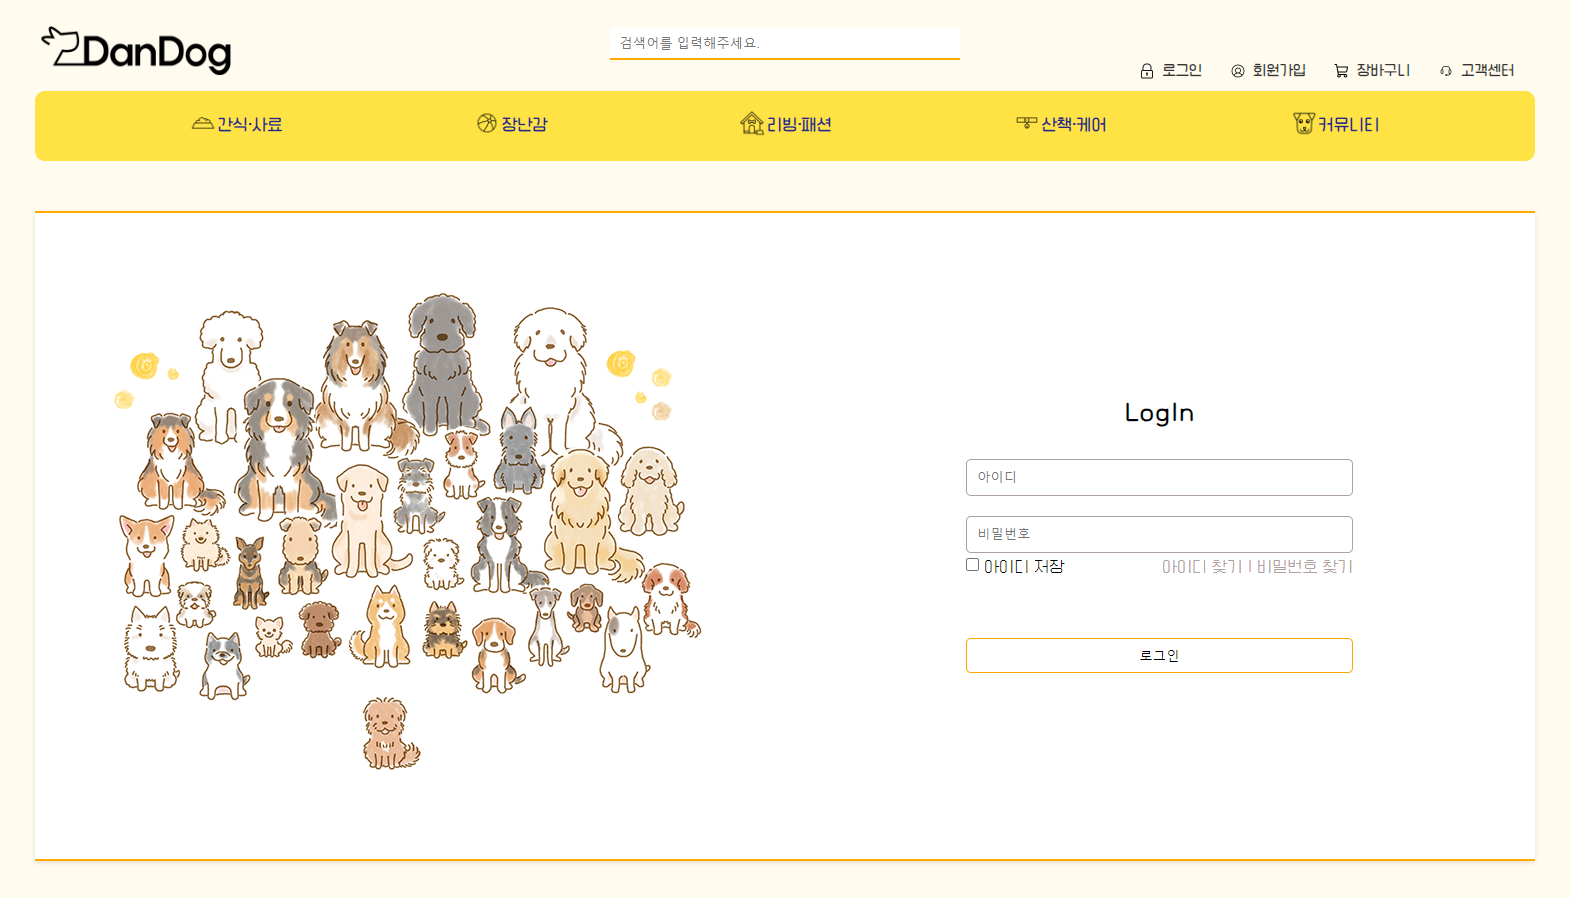 DanDog
검색어를 입력해주세요.
로그인 회원가입 장바구니 고객센터
간식·사료 장난감 리빙·패션 산책·케어 커뮤니티
LogIn
아이디
비밀번호
아이디 저장 아이디 찾기 | 비밀번호 찾기
로그인